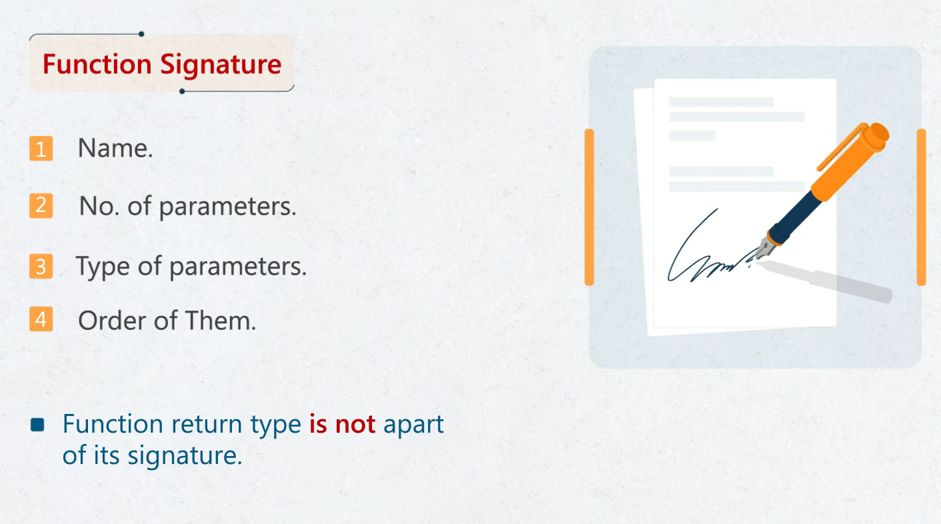 Function Signature
1 Name.
2 No. of parameters.
3 Type of parameters.
4 Order of Them.
Function return type is not apart
of its signature.